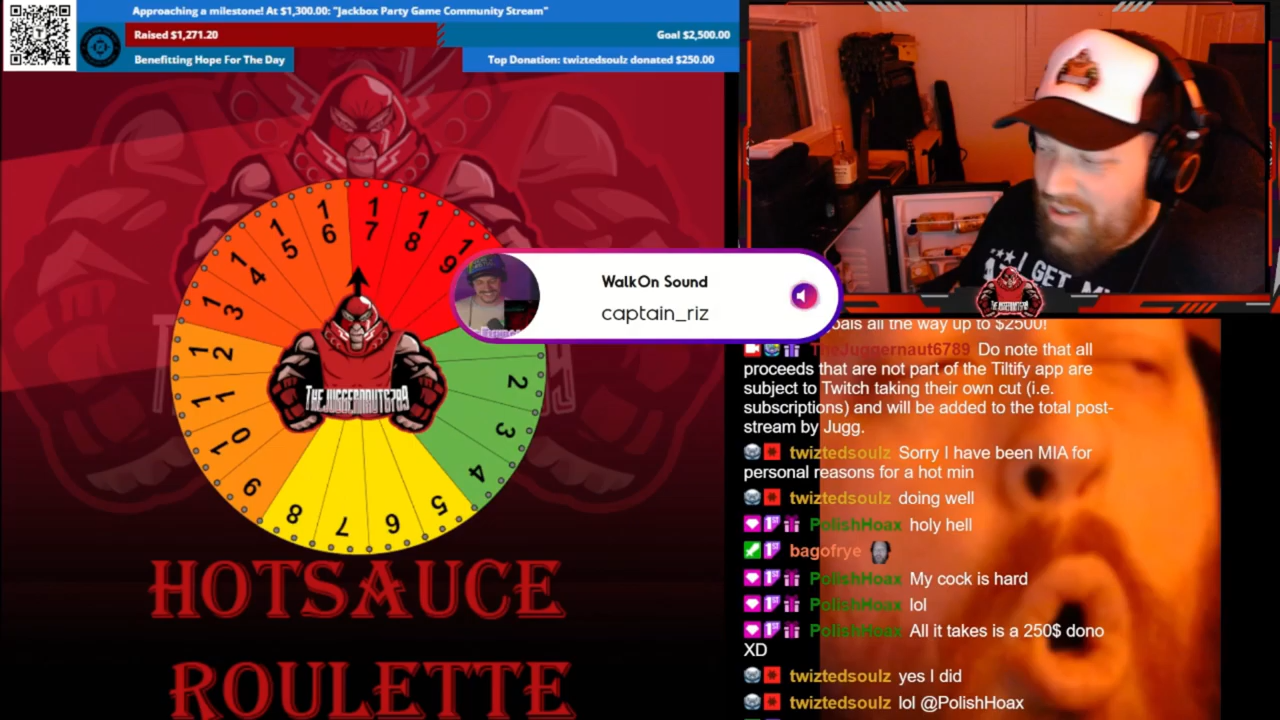 Approaching a milestone! At $1,300.00: "Jackbox Party Game Community Stream"
Raised $1,271.20
Goal $2,500.00
Benefitting Hope For The Day
Top Donation: twiztedsoulz donated $250.00
17
18
19
2
3
4
5
6
7
8
9
10
11
12
13
14
15
16
THEJUGGERNAUT6789
HOTSAUCE
ROULETTE
WalkOn Sound
captain_riz
I GET
goals all the way up to $2500!
TheJuggernaut6789 Do note that all
proceeds that are not part of the Tiltify app are
subject to Twitch taking their own cut (i.e.
subscriptions) and will be added to the total post-
stream by Jugg.
twiztedsoulz Sorry I have been MIA for
personal reasons for a hot min
twiztedsoulz doing well
PolishHoax holy hell
bagofrye
PolishHoax My cock is hard
PolishHoax lol
PolishHoax All it takes is a 250$ dono
XD
twiztedsoulz yes I did
twiztedsoulz lol @PolishHoax